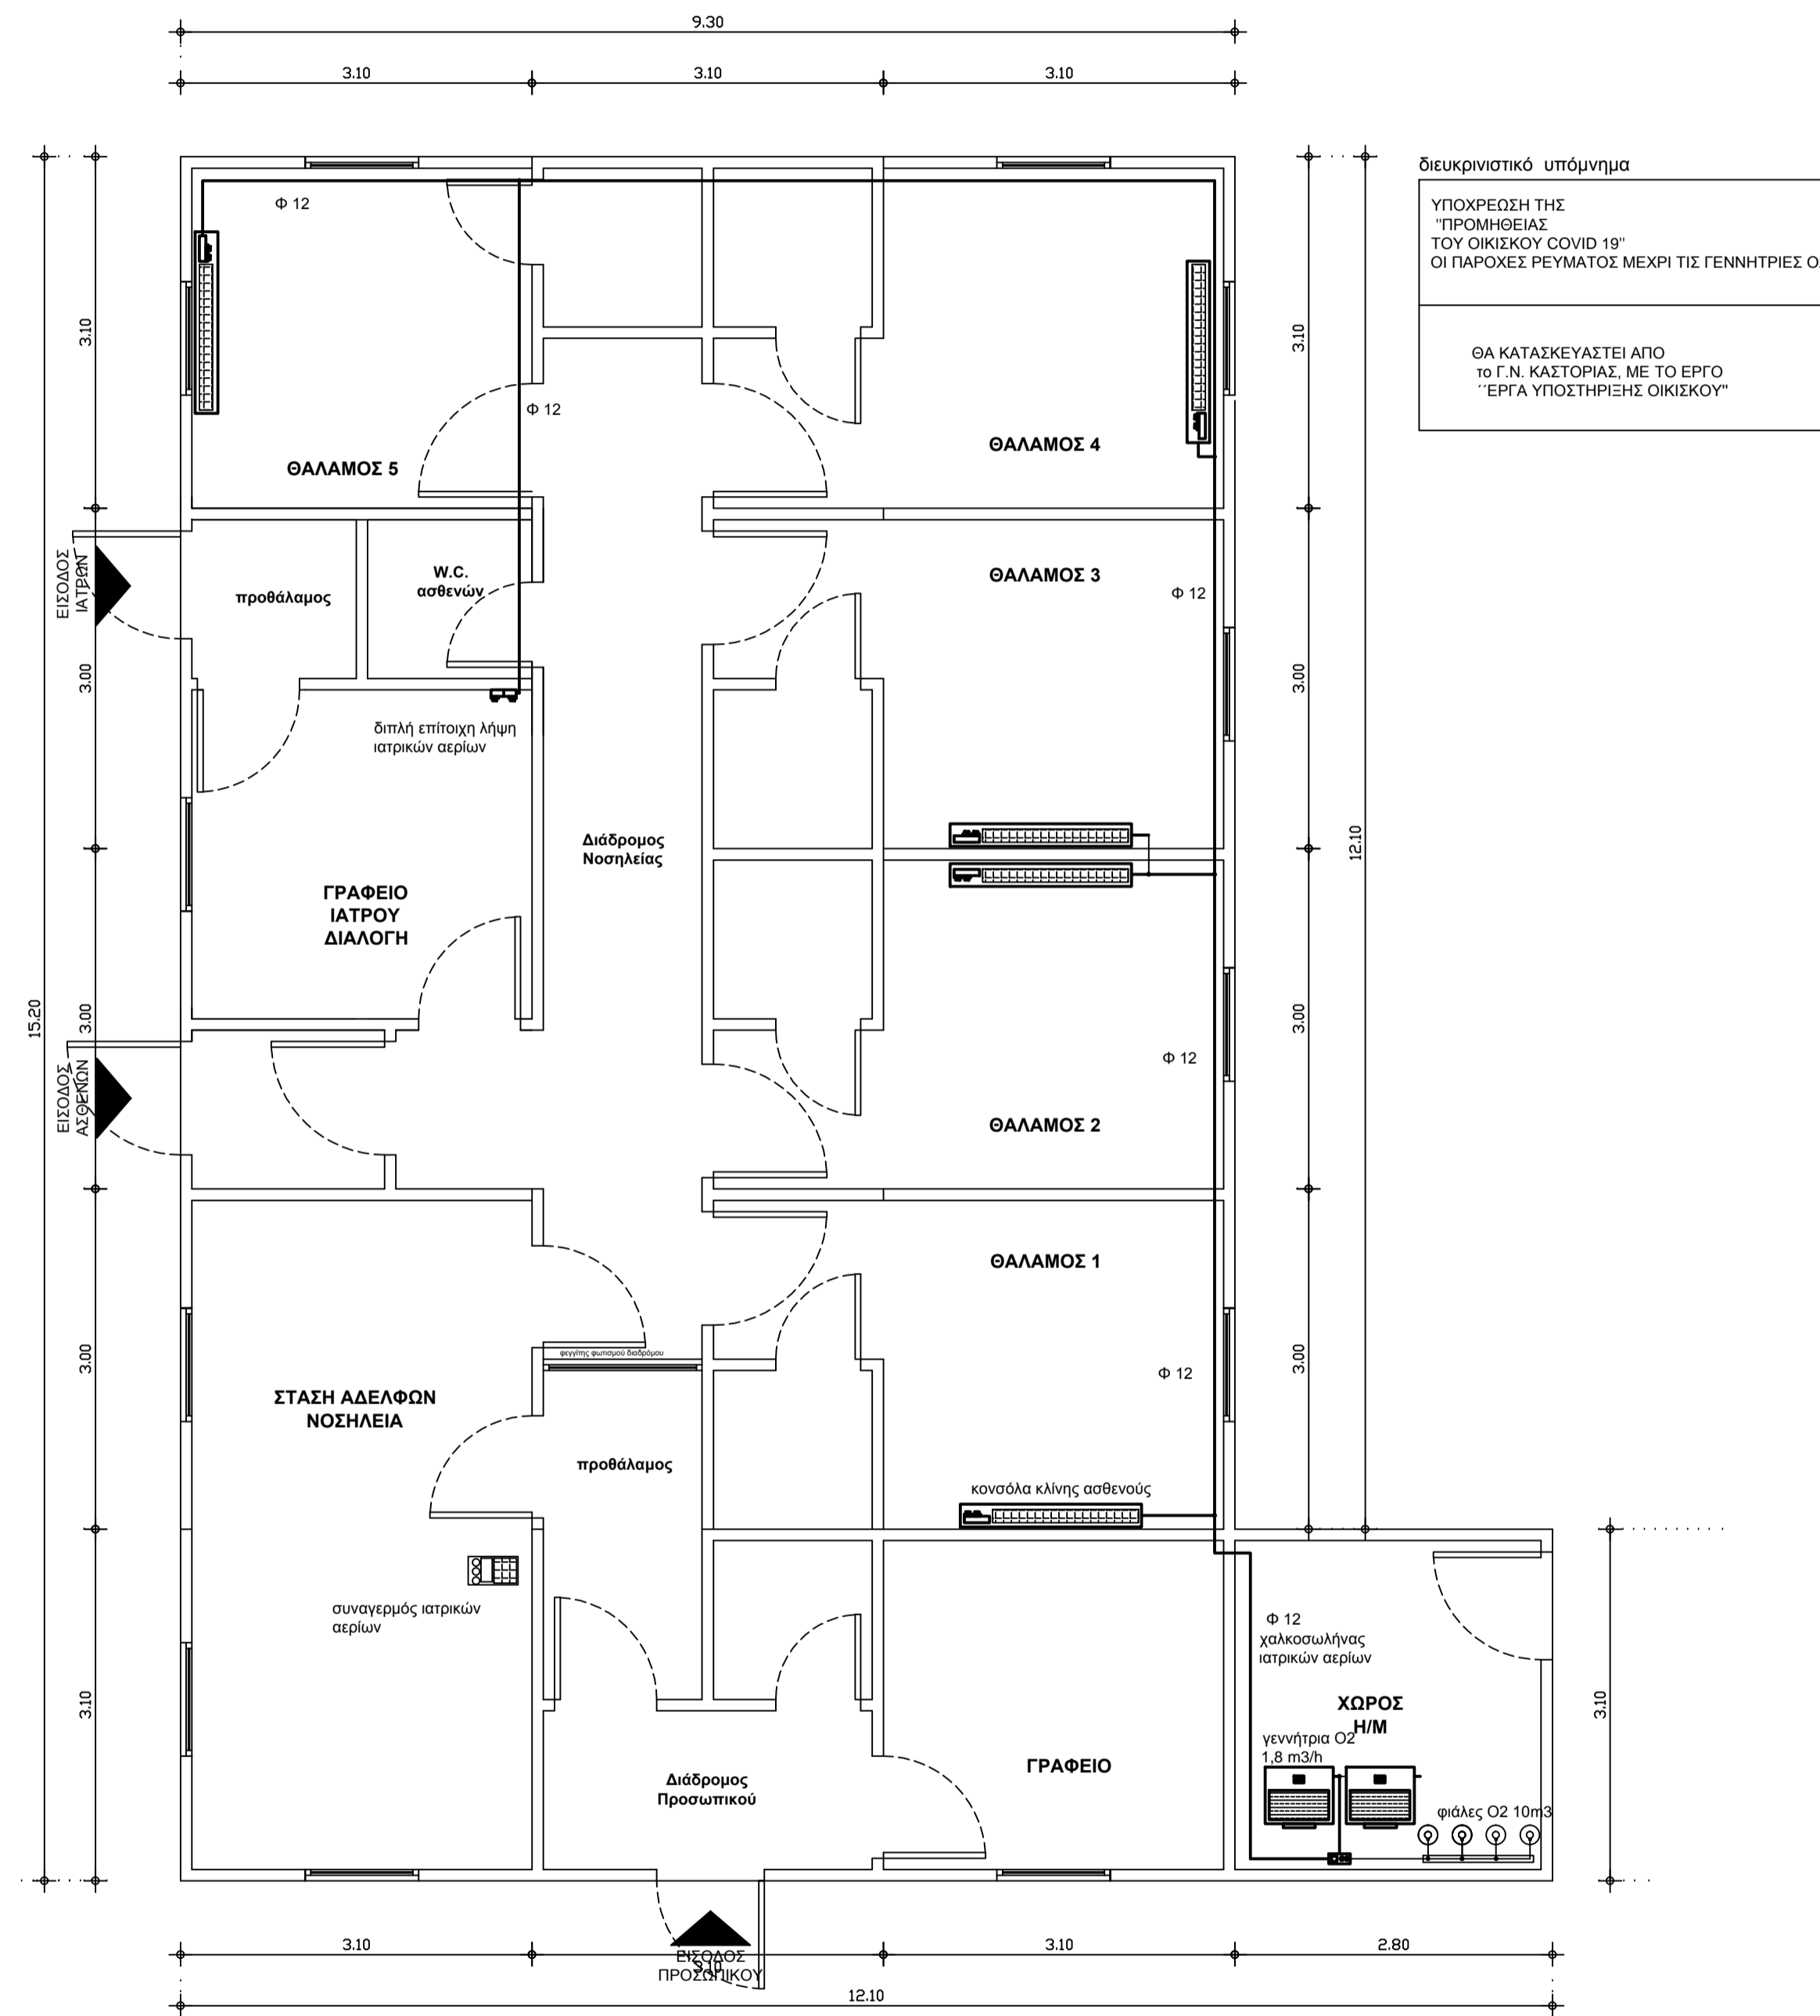 9.30
3.10
3.10
3.10
διευκρινιστικό υπόμνημα
ΥΠΟΧΡΕΩΣΗ ΤΗΣ
"ΠΡΟΜΗΘΕΙΑΣ
ΤΟΥ ΟΙΚΙΣΚΟΥ COVID 19"
ΟΙ ΠΑΡΟΧΕΣ ΡΕΥΜΑΤΟΣ ΜΕΧΡΙ ΤΙΣ ΓΕΝΝΗΤΡΙΕΣ
ΘΑ ΚΑΤΑΣΚΕΥΑΣΤΕΙ ΑΠΟ
το Γ.Ν. ΚΑΣΤΟΡΙΑΣ, ΜΕ ΤΟ ΕΡΓΟ
΄΄ΕΡΓΑ ΥΠΟΣΤΗΡΙΞΗΣ ΟΙΚΙΣΚΟΥ"
Φ 12
3.10
3.10
Φ 12
ΘΑΛΑΜΟΣ 4
ΘΑΛΑΜΟΣ 5
ΕΙΣΟΔΟΣ
ΙΑΤΡΩΝ
προθάλαμος
W.C.
ασθενών
ΘΑΛΑΜΟΣ 3
Φ 12
3.00
3.00
διπλή επίτοιχη λήψη
ιατρικών αερίων
Διάδρομος
Νοσηλείας
12.10
ΓΡΑΦΕΙΟ
ΙΑΤΡΟΥ
ΔΙΑΛΟΓΗ
15.20
3.00
3.00
Φ 12
ΕΙΣΟΔΟΣ
ΑΣΘΕΝΩΝ
ΘΑΛΑΜΟΣ 2
ΘΑΛΑΜΟΣ 1
3.00
3.00
φεγγίτης φωτισμού διαδρόμου
Φ 12
ΣΤΑΣΗ ΑΔΕΛΦΩΝ
ΝΟΣΗΛΕΙΑ
προθάλαμος
κονσόλα κλίνης ασθενούς
συναγερμός ιατρικών
αερίων
Φ 12
χαλκοσωλήνας
ιατρικών αερίων
3.10
3.10
ΧΩΡΟΣ
Η/Μ
γεννήτρια Ο2
1,8 m3/h
ΓΡΑΦΕΙΟ
Διάδρομος
Προσωπικού
φιάλες Ο2 10m3
3.10
ΕΙΣΟΔΟΣ
ΠΡΟΣΩΠΙΚΟΥ
3.10
3.10
2.80
12.10